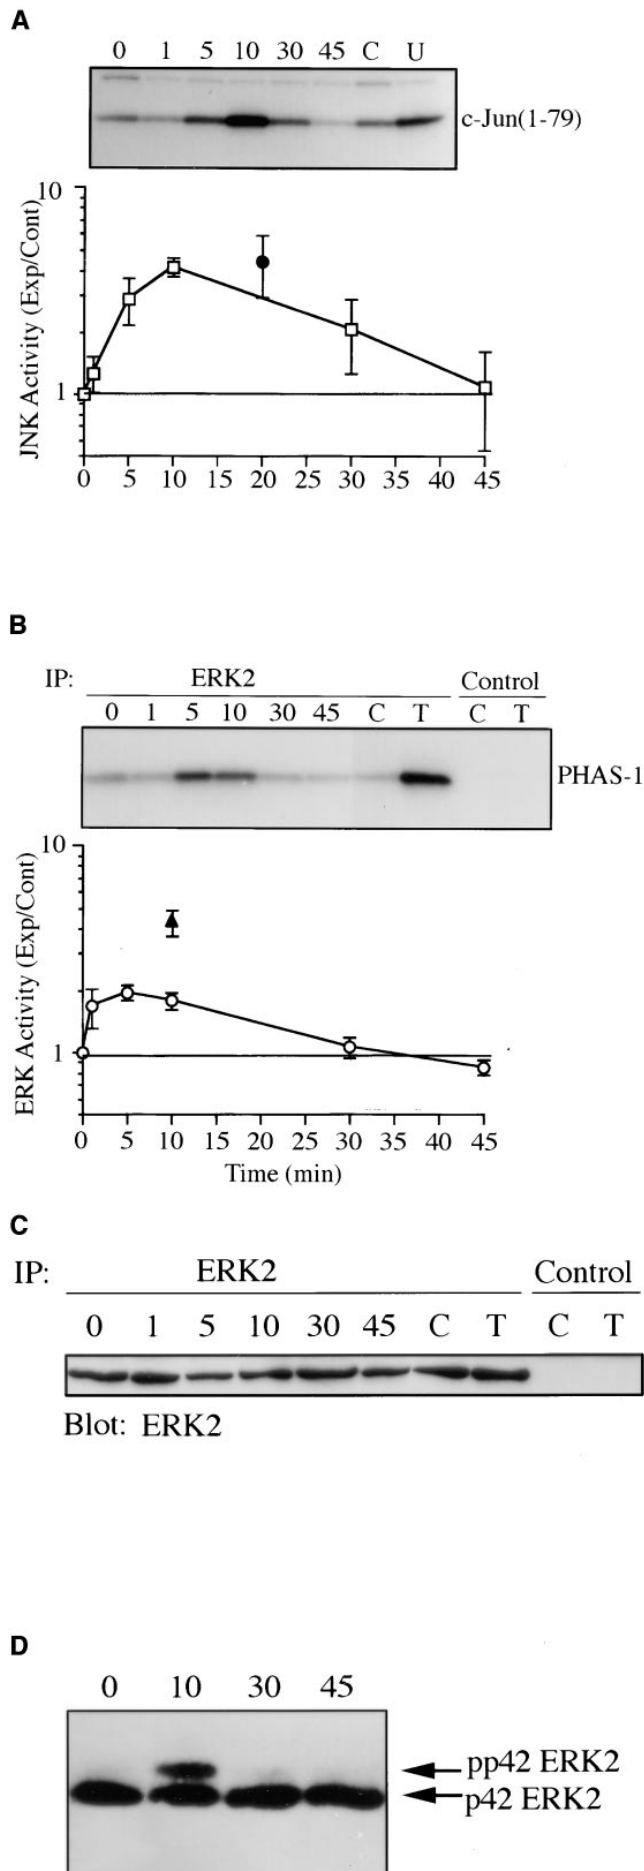 A
0 1 5 10 30 45 C U
c-Jun(1-79)
10
1
JNK Activity (Exp/Cont)
0 5 10 15 20 25 30 35 40 45
B
IP: ERK2 Control
0 1 5 10 30 45 C T C T
PHAS-1
10
1
ERK Activity (Exp/Cont)
0 5 10 15 20 25 30 35 40 45
Time (min)
C
IP: ERK2 Control
0 1 5 10 30 45 C T C T
Blot: ERK2
D
0 10 30 45
pp42 ERK2
p42 ERK2